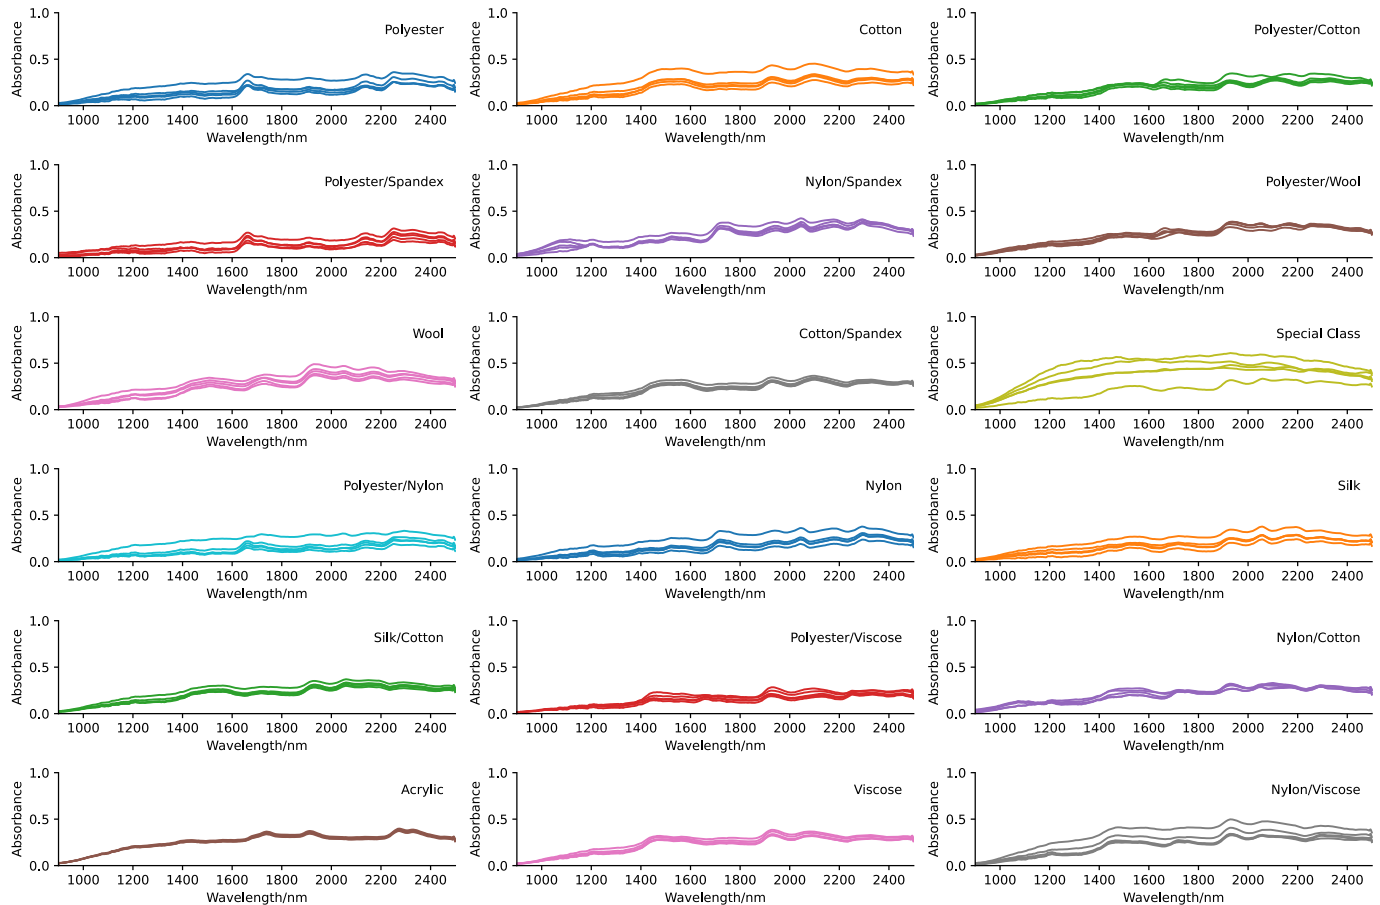 1.0 Polyester
Absorbance
0.5
0.0
1000 1200 1400 1600 1800 2000 2200 2400
Wavelength/nm
1.0 Cotton
Absorbance
0.5
0.0
1000 1200 1400 1600 1800 2000 2200 2400
Wavelength/nm
1.0 Polyester/Cotton
Absorbance
0.5
0.0
1000 1200 1400 1600 1800 2000 2200 2400
Wavelength/nm
1.0 Polyester/Spandex
Absorbance
0.5
0.0
1000 1200 1400 1600 1800 2000 2200 2400
Wavelength/nm
1.0 Nylon/Spandex
Absorbance
0.5
0.0
1000 1200 1400 1600 1800 2000 2200 2400
Wavelength/nm
1.0 Polyester/Wool
Absorbance
0.5
0.0
1000 1200 1400 1600 1800 2000 2200 2400
Wavelength/nm
1.0 Wool
Absorbance
0.5
0.0
1000 1200 1400 1600 1800 2000 2200 2400
Wavelength/nm
1.0 Cotton/Spandex
Absorbance
0.5
0.0
1000 1200 1400 1600 1800 2000 2200 2400
Wavelength/nm
1.0 Special Class
Absorbance
0.5
0.0
1000 1200 1400 1600 1800 2000 2200 2400
Wavelength/nm
1.0 Polyester/Nylon
Absorbance
0.5
0.0
1000 1200 1400 1600 1800 2000 2200 2400
Wavelength/nm
1.0 Nylon
Absorbance
0.5
0.0
1000 1200 1400 1600 1800 2000 2200 2400
Wavelength/nm
1.0 Silk
Absorbance
0.5
0.0
1000 1200 1400 1600 1800 2000 2200 2400
Wavelength/nm
1.0 Silk/Cotton
Absorbance
0.5
0.0
1000 1200 1400 1600 1800 2000 2200 2400
Wavelength/nm
1.0 Polyester/Viscose
Absorbance
0.5
0.0
1000 1200 1400 1600 1800 2000 2200 2400
Wavelength/nm
1.0 Nylon/Cotton
Absorbance
0.5
0.0
1000 1200 1400 1600 1800 2000 2200 2400
Wavelength/nm
1.0 Acrylic
Absorbance
0.5
0.0
1000 1200 1400 1600 1800 2000 2200 2400
Wavelength/nm
1.0 Viscose
Absorbance
0.5
0.0
1000 1200 1400 1600 1800 2000 2200 2400
Wavelength/nm
1.0 Nylon/Viscose
Absorbance
0.5
0.0
1000 1200 1400 1600 1800 2000 2200 2400
Wavelength/nm